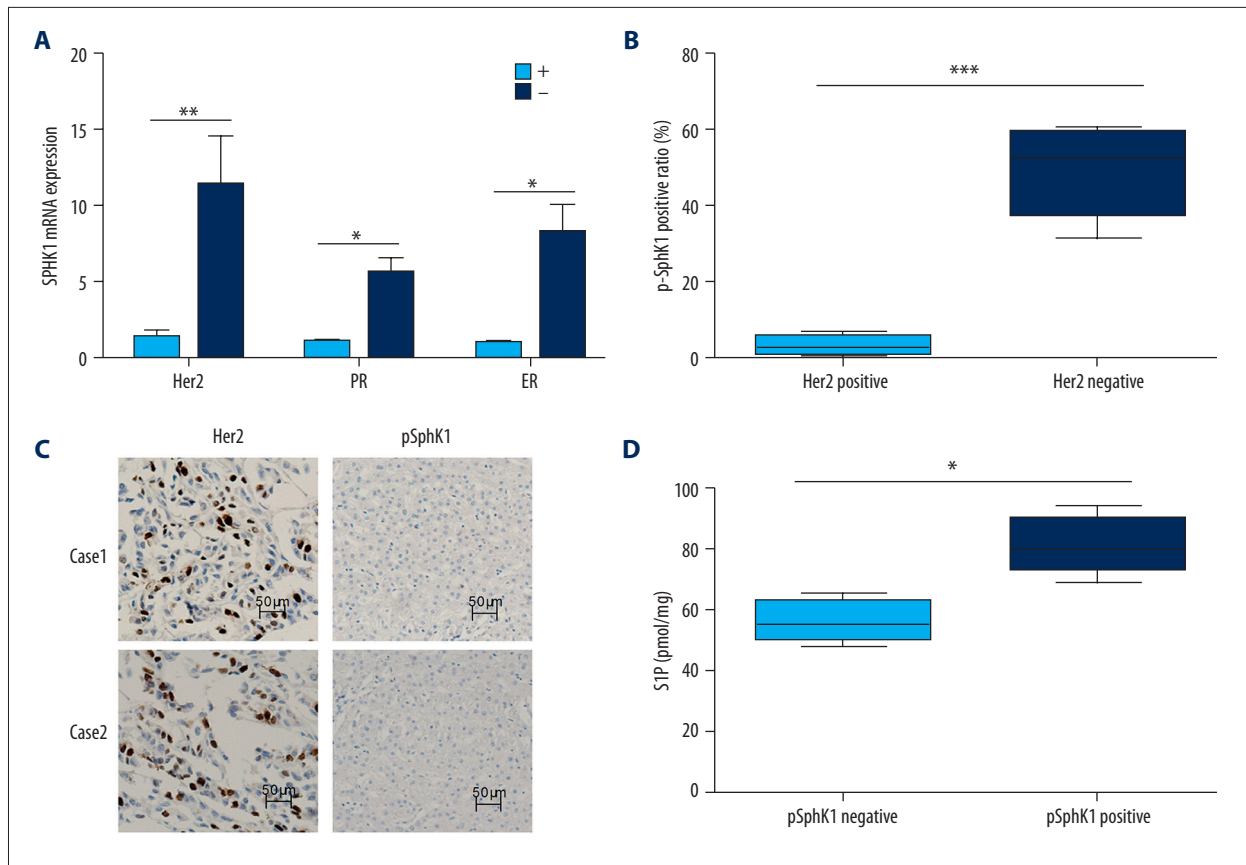 A
SPHK1 mRNA expression
20
15
10
5
0
**
*
*
+
–
Her2
PR
ER
B
p-SphK1 positive ratio (%)
80
60
40
20
0
***
Her2 positive
Her2 negative
C
Her2
pSphK1
Case1
50µm
50µm
Case2
50µm
50µm
D
S1P (pmol/mg)
100
80
60
40
20
0
*
pSphK1 negative
pSphK1 positive